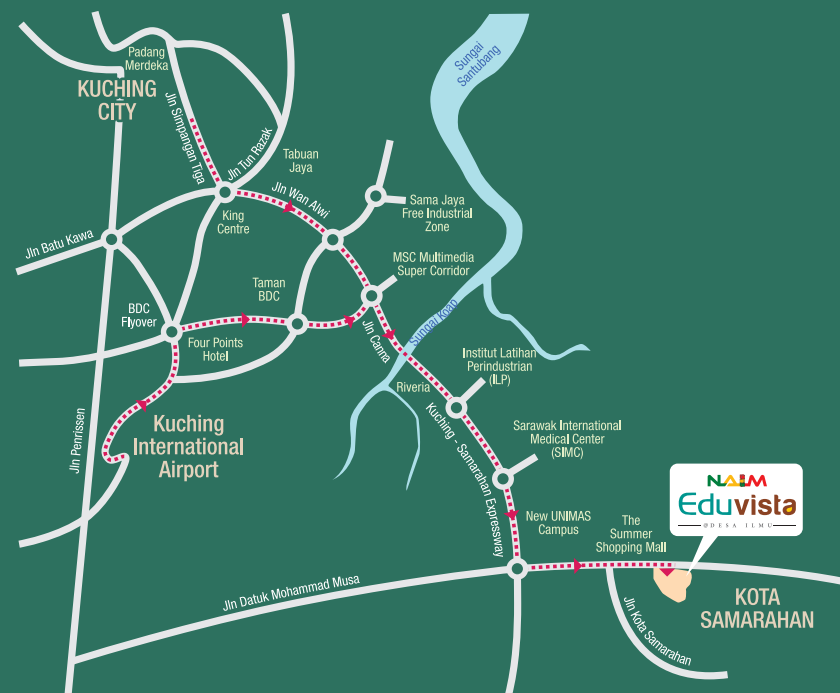 Padang
Merdeka
KUCHING
CITY
Jln Simpangan Tiga
Jln Tun Razak
Tabuan
Jaya
Jln Wan Alwi
King
Centre
Sungai
Santubang
Sama Jaya
Free Industrial
Zone
Jln Batu Kawa
MSC Multimedia
Super Corridor
Taman
BDC
BDC
Flyover
Four Points
Hotel
Jln Canna
Sungai Kuap
Institut Latihan
Perindustrian
(ILP)
Riveria
Jln Penrissen
Kuching
International
Airport
Kuching - Samarahan Expressway
Sarawak International
Medical Center
(SIMC)
New UNIMAS
Campus
The
Summer
Shopping Mall
NAIM
Eduvista
@DESA ILMU
Jln Datuk Mohammad Musa
Jln Kota Samarahan
KOTA
SAMARAHAN